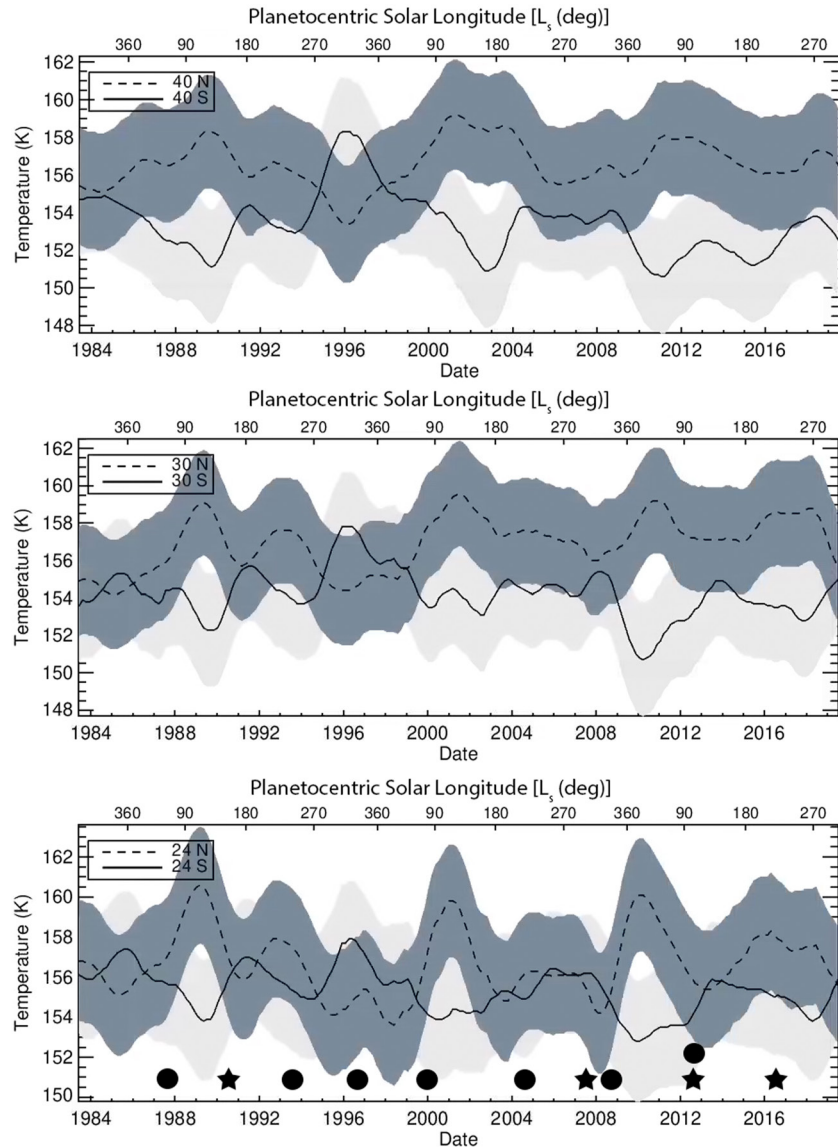 Planetocentric Solar Longitude [Ls (deg)]
360 90 180 270 360 90 180 270 360 90 180 270
162
160
158
156
154
152
150
148
Temperature (K)
40 N
40 S
1984 1988 1992 1996 2000 2004 2008 2012 2016
Date
Planetocentric Solar Longitude [Ls (deg)]
360 90 180 270 360 90 180 270 360 90 180 270
162
160
158
156
154
152
150
148
Temperature (K)
30 N
30 S
1984 1988 1992 1996 2000 2004 2008 2012 2016
Date
Planetocentric Solar Longitude [Ls (deg)]
360 90 180 270 360 90 180 270 360 90 180 270
162
160
158
156
154
152
150
Temperature (K)
24 N
24 S
1984 1988 1992 1996 2000 2004 2008 2012 2016
Date